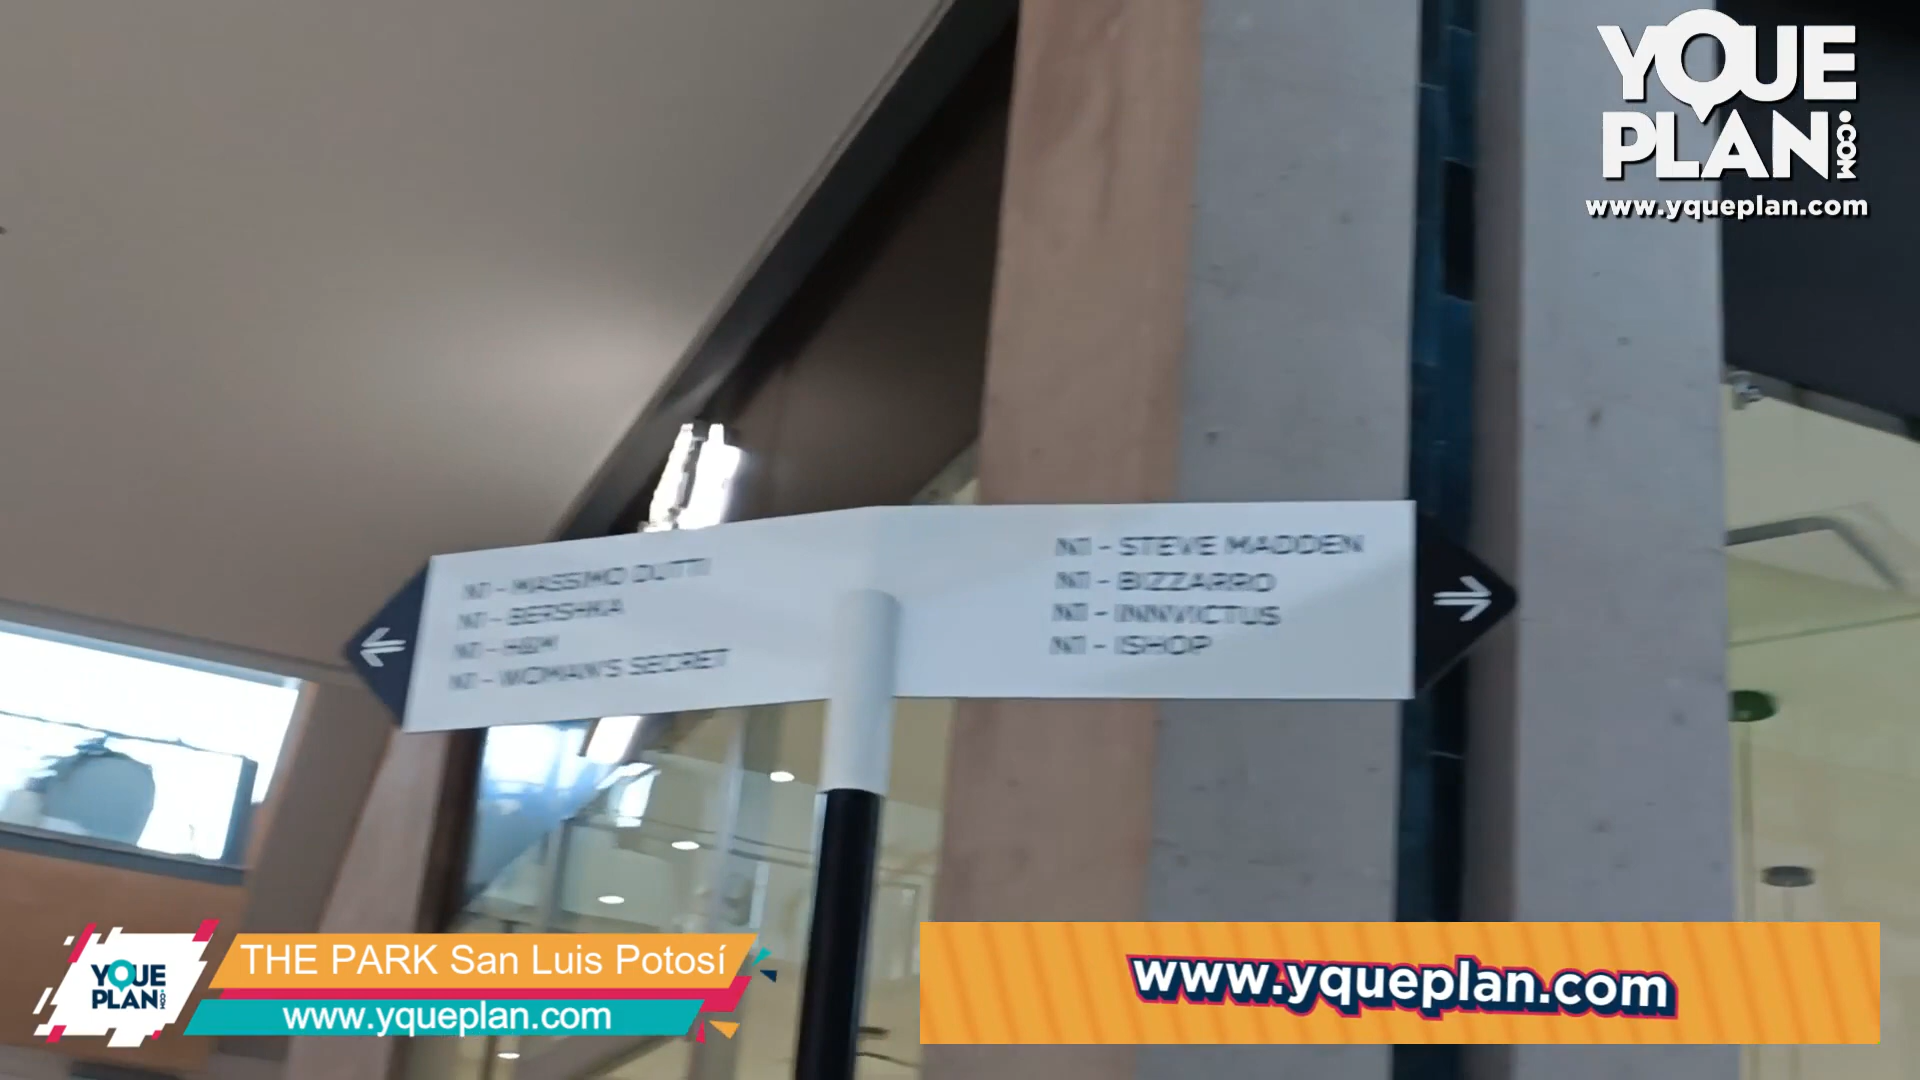 YQUE
PLAN.COM
www.yqueplan.com
N1 - MASSIMO DUTTI
N1 - BERSHKA
N1 - H&M
N1 - WOMAN'S SECRET
N1 - STEVE MADDEN
N1 - BIZZARRO
N1 - INNVICTUS
N1 - ISHOP
YQUE
PLAN.COM
THE PARK San Luis Potosí
www.yqueplan.com
www.yqueplan.com